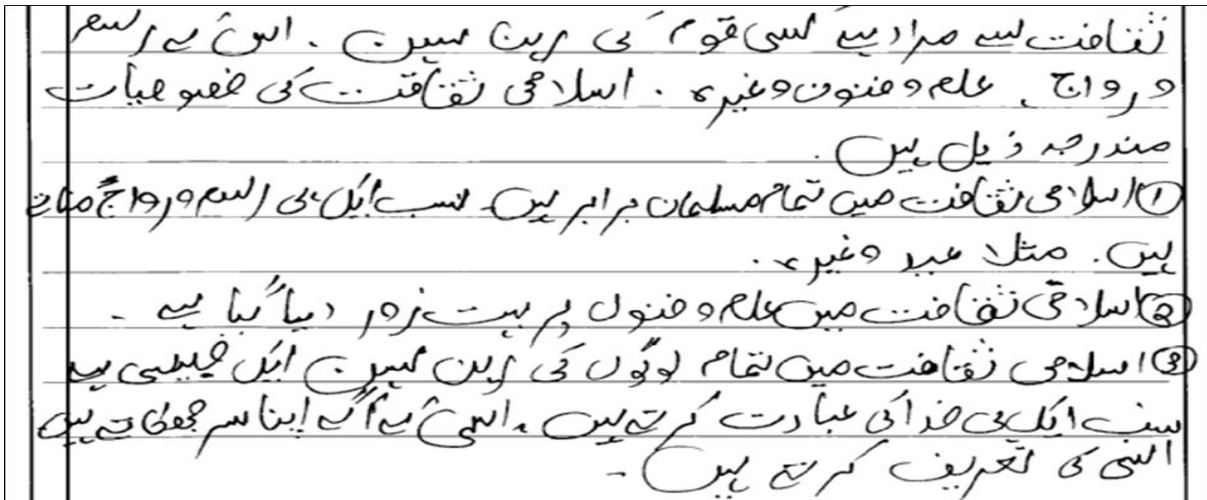 ثقافت سے مراد ہے کسی قوم کی رہن سہن ۔ اس کے رسم
و رواج ، علم و فنون وغیرہ ۔ اسلامی ثقافت کی خصوصیات
مندرجہ ذیل ہیں ۔
① اسلامی ثقافت میں تمام مسلمان برابر ہیں۔ سب ایک ہی رسم و رواج مناتے
ہیں ۔ مثلا عید وغیرہ ۔
② اسلامی ثقافت میں علم و فنون پر بہت زور دیا گیا ہے ۔
③ اسلامی ثقافت میں تمام لوگوں کی رہن سہن ایک جیسی ہے
سب ایک ہی خدا کی عبادت کرتے ہیں ۔ اسی کے آگے اپنا سر جھکاتے ہیں
اسی کی تعریف کرتے ہیں ۔